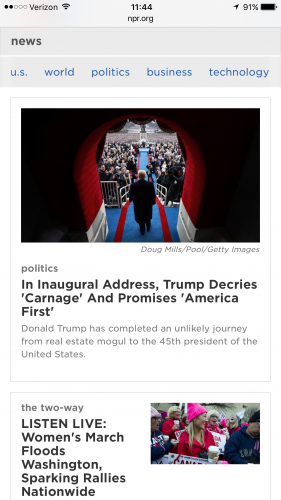 Verizon 11:44 91%
npr.org
news
u.s. world politics business technology
Doug Mills/Pool/Getty Images
politics
In Inaugural Address, Trump Decries
'Carnage' And Promises 'America
First'
Donald Trump has completed an unlikely journey
from real estate mogul to the 45th president of the
United States.
the two-way
LISTEN LIVE:
Women's March
Floods
Washington,
Sparking Rallies
Nationwide